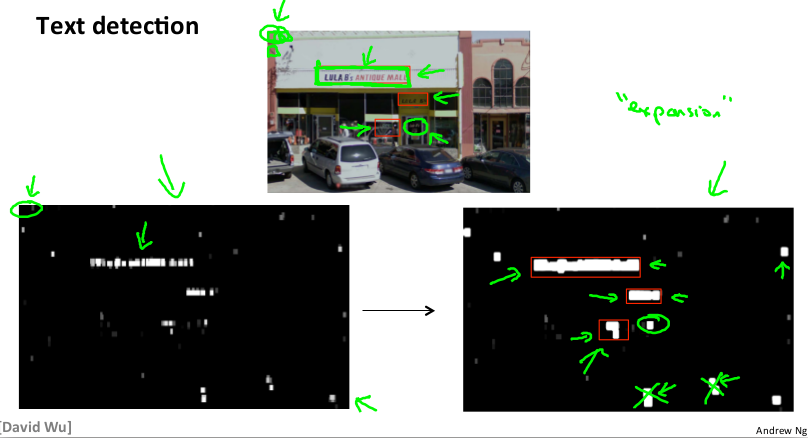 Text detection
LULA B's ANTIQUE MALL
"expansion"
[David Wu]
Andrew Ng